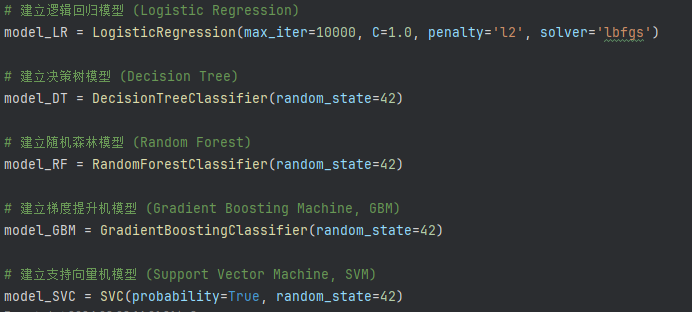 # 建立逻辑回归模型 (Logistic Regression)
model_LR = LogisticRegression(max_iter=10000, C=1.0, penalty='l2', solver='lbfgs')
# 建立决策树模型 (Decision Tree)
model_DT = DecisionTreeClassifier(random_state=42)
# 建立随机森林模型 (Random Forest)
model_RF = RandomForestClassifier(random_state=42)
# 建立梯度提升机模型 (Gradient Boosting Machine, GBM)
model_GBM = GradientBoostingClassifier(random_state=42)
# 建立支持向量机模型 (Support Vector Machine, SVM)
model_SVC = SVC(probability=True, random_state=42)